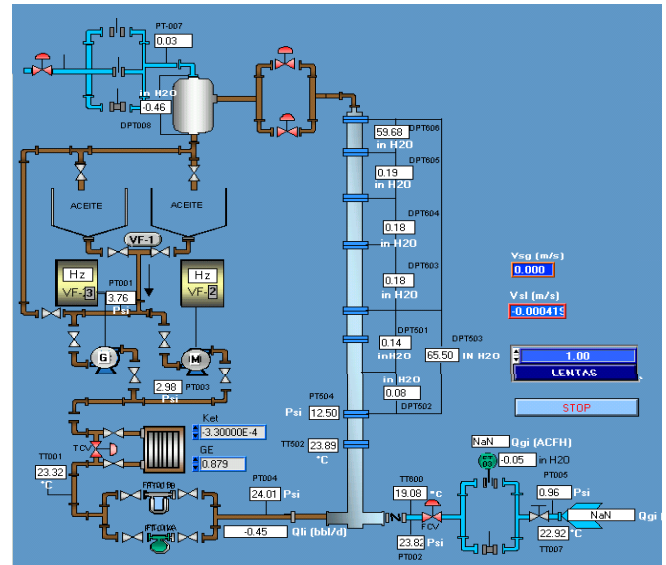 PT-007
0.03
in H2O
-0.46
DPT008
DPT606
59.68
in H2O
DPT605
0.19
in H2O
DPT604
0.18
in H2O
DPT603
0.18
in H2O
DPT501
0.14
inH2O
DPT503
65.50 IN H2O
in H2O
0.08
DPT502
PT504
Psi 12.50
TT502 23.89
°C
ACEITE
ACEITE
VF-1
Hz
VF-3
PT001
3.76
Psi
Hz
VF-2
G
M
2.98
PT003
Psi
Ket
-3.30000E-4
GE
0.879
TCV
TT001
23.32
°C
PT004
24.01 Psi
-0.45 Qli (bbl/d)
TT600
19.08 °C
FCV
23.82 Psi
PT002
NaN Qgi (ACFH)
-0.05 in H2O
PT005
0.96 Psi
NaN Qgi (
22.92 °C
TT007
Vsg (m/s)
0.000
Vsl (m/s)
-0.000419
1.00
LENTAS
STOP